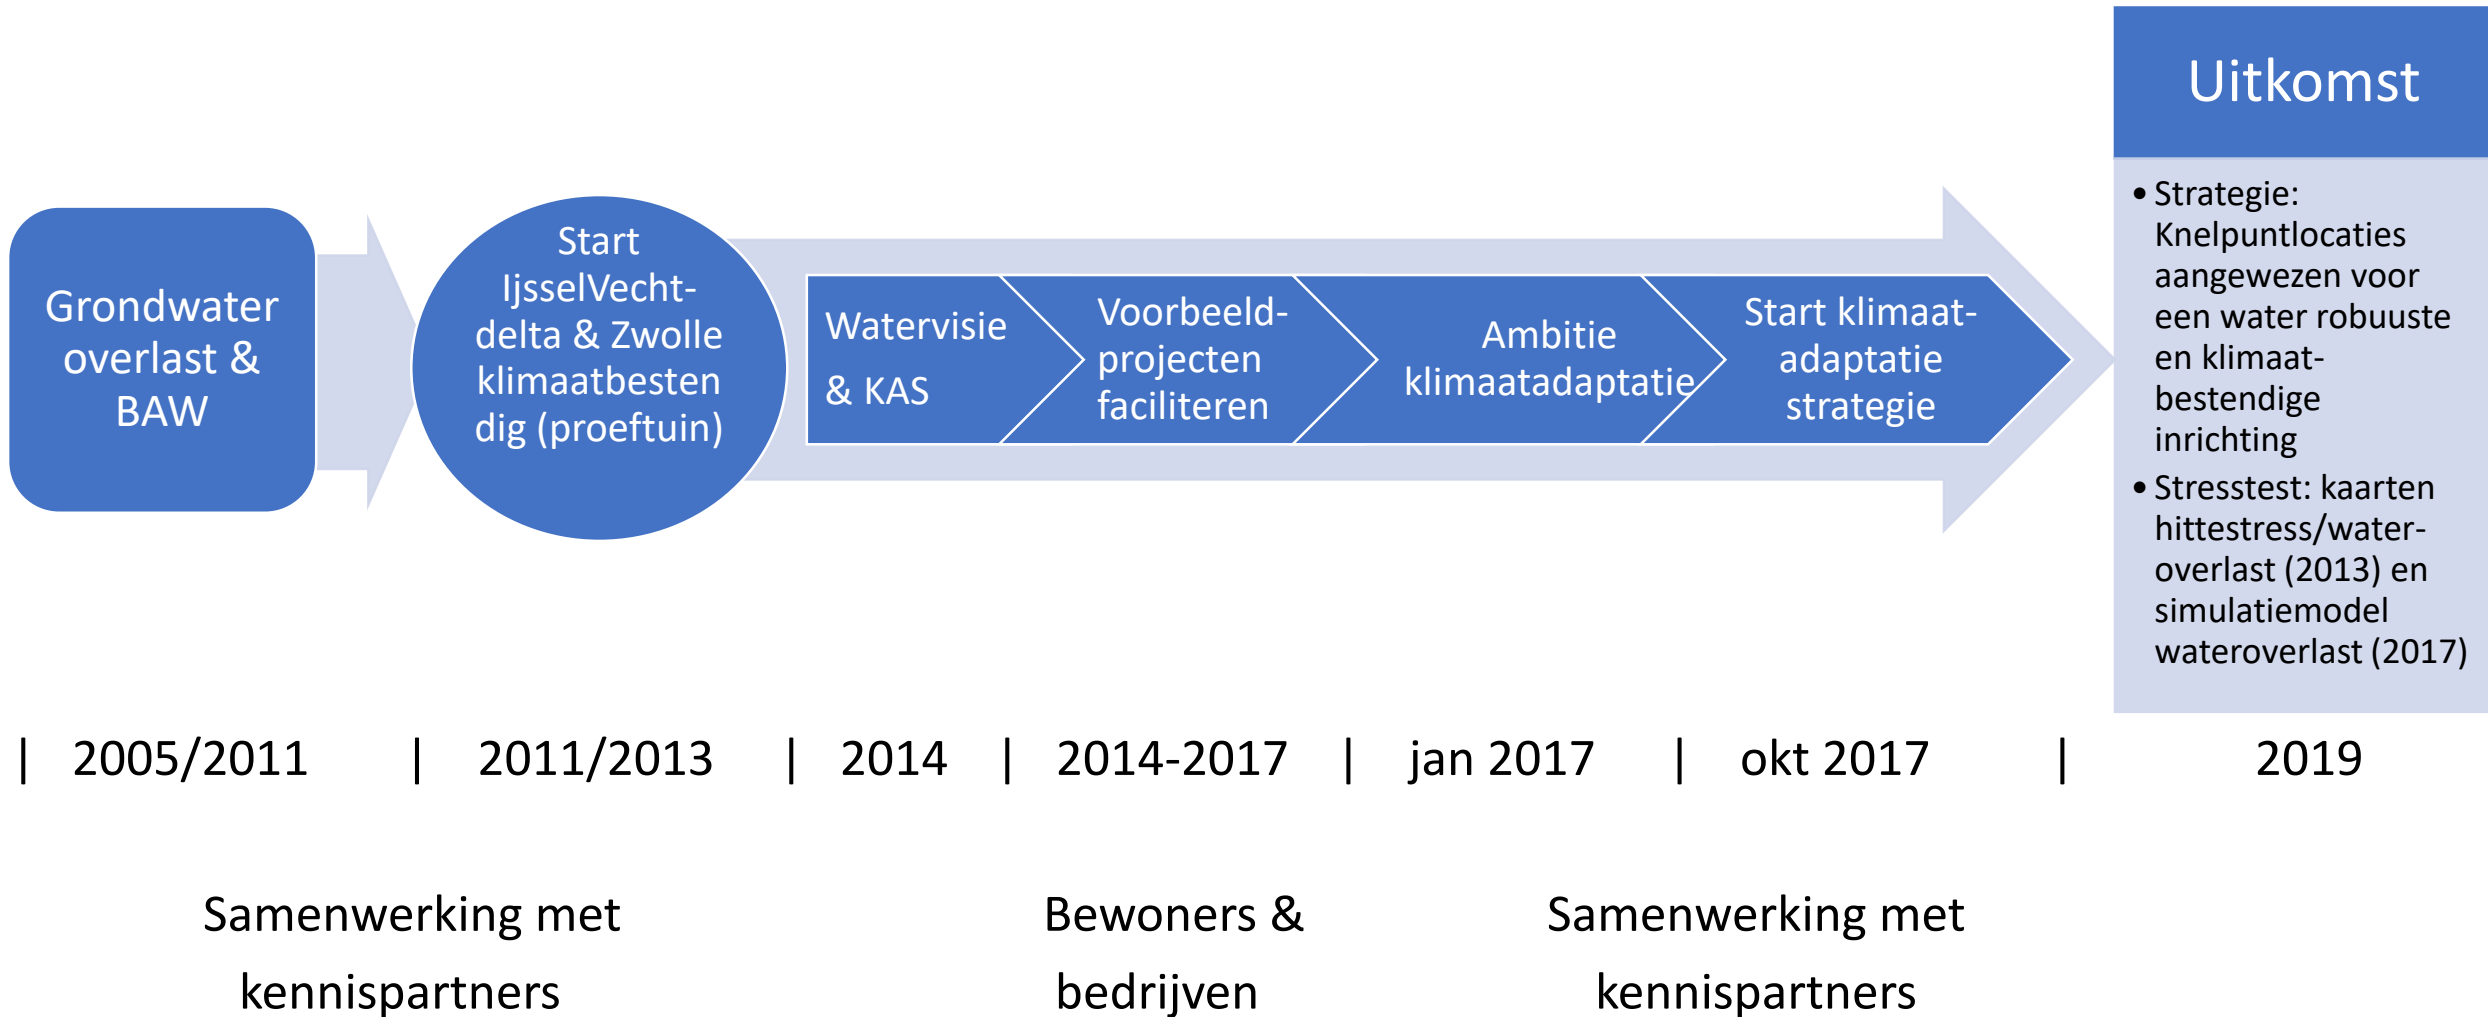 Grondwater
overlast &
BAW
Start
IjsselVecht-
delta & Zwolle
klimaatbesten
dig (proeftuin)
Watervisie
& KAS
Voorbeeld-
projecten
faciliteren
Ambitie
klimaatadaptatie
Start klimaat-
adaptatie
strategie
Uitkomst
• Strategie:
Knelpuntlocaties
aangewezen voor
een water robuuste
en klimaat-
bestendige
inrichting
• Stresstest: kaarten
hittestress/water-
overlast (2013) en
simulatiemodel
wateroverlast (2017)
| 2005/2011 | 2011/2013 | 2014 | 2014-2017 | jan 2017 | okt 2017 | 2019
Samenwerking met
kennispartners
Bewoners &
bedrijven
Samenwerking met
kennispartners